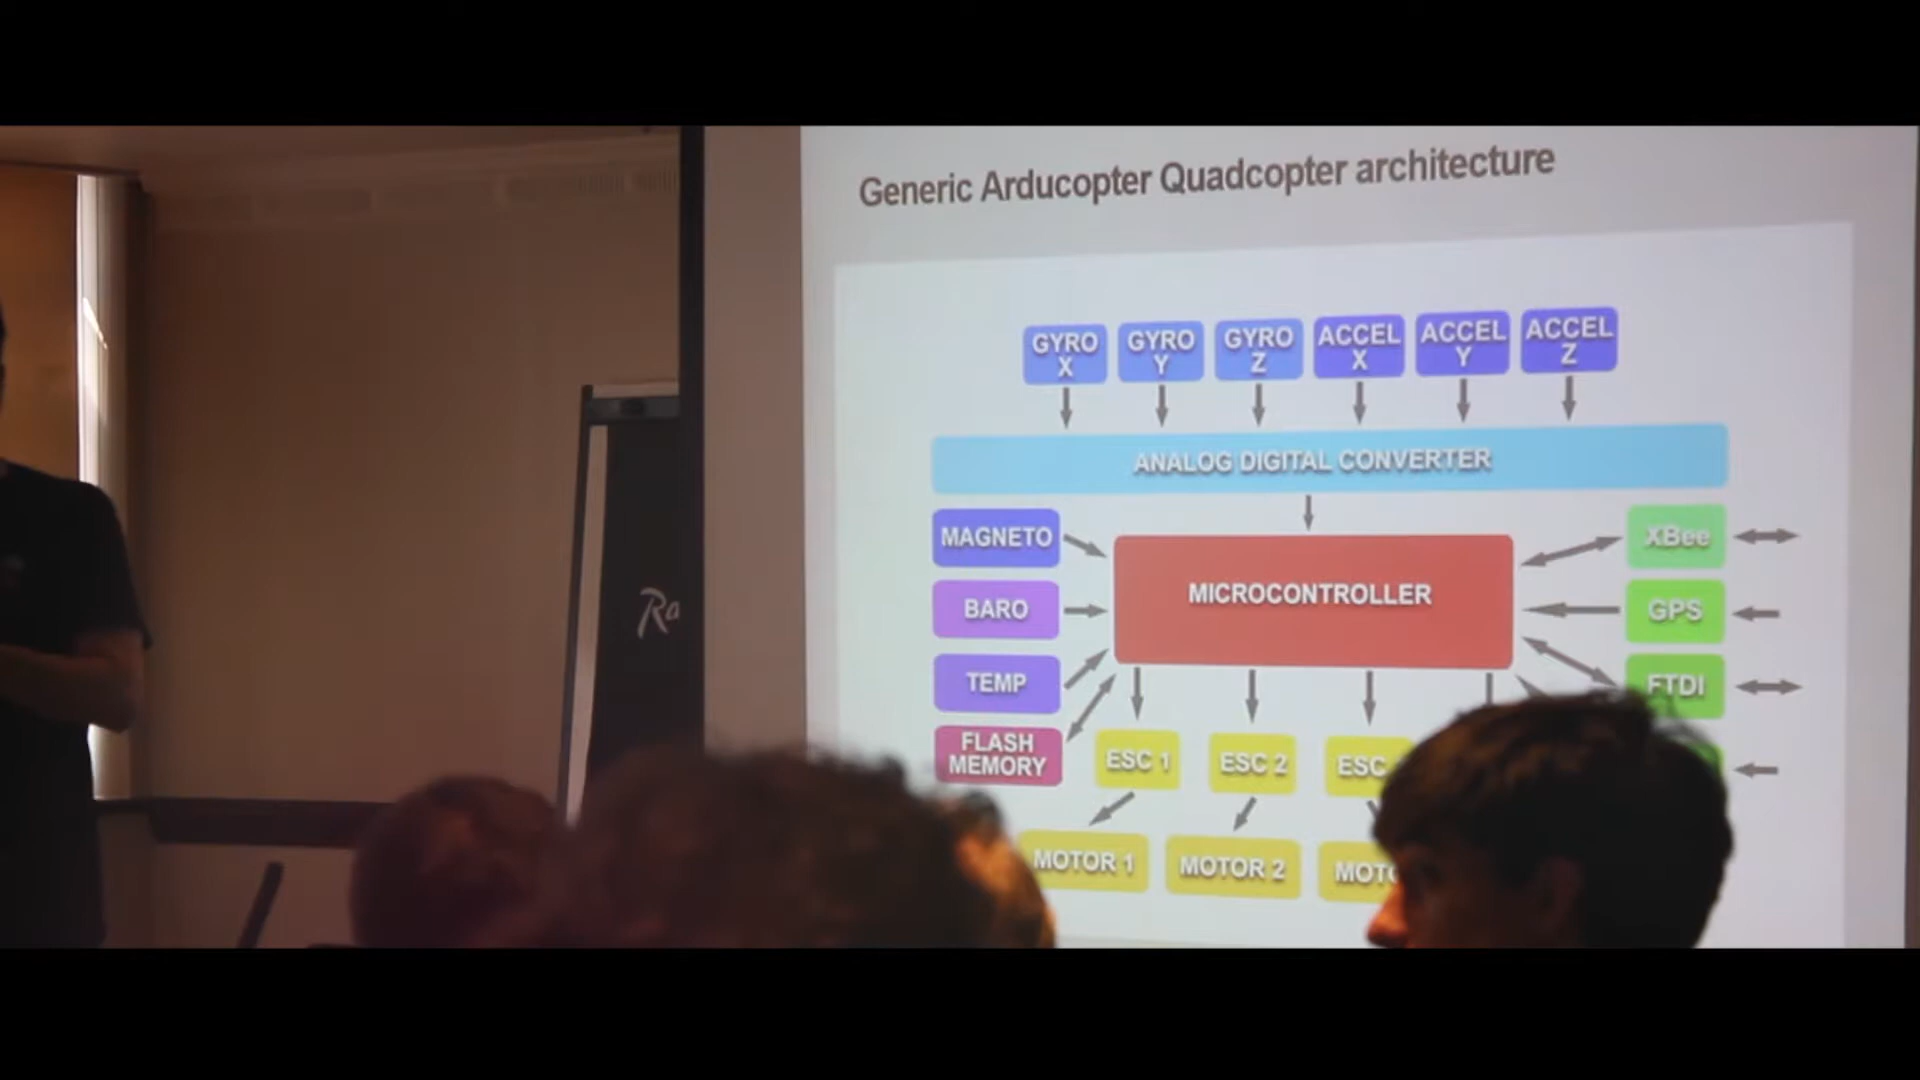 Generic Arducopter Quadcopter architecture
GYRO X
GYRO Y
GYRO Z
ACCEL X
ACCEL Y
ACCEL Z
ANALOG DIGITAL CONVERTER
MAGNETO
BARO
TEMP
FLASH
MEMORY
MICROCONTROLLER
XBee
GPS
FTDI
ESC 1
ESC 2
ESC
MOTOR 1
MOTOR 2